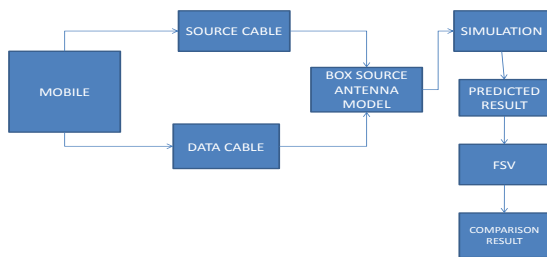 SOURCE CABLE
SIMULATION
MOBILE
BOX SOURCE
ANTENNA
MODEL
PREDICTED
RESULT
DATA CABLE
FSV
COMPARISON
RESULT